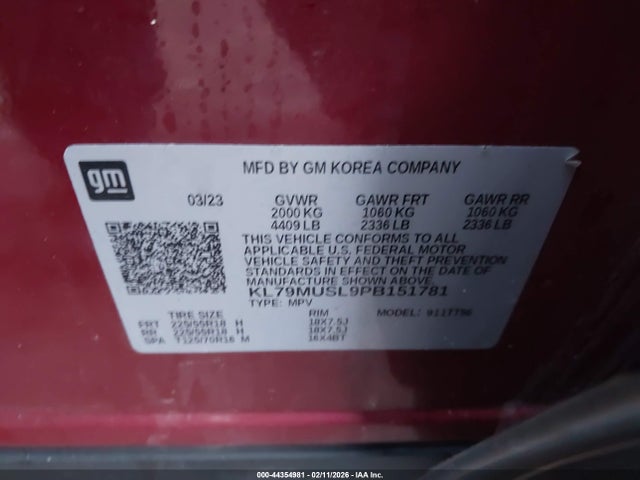 gm
MFD BY GM KOREA COMPANY
03/23 GVWR GAWR FRT GAWR RR
2000 KG 1060 KG 1060 KG
4409 LB 2336 LB 2336 LB
THIS VEHICLE CONFORMS TO ALL
APPLICABLE U.S. FEDERAL MOTOR
VEHICLE SAFETY AND THEFT
PREVENTION STANDARDS IN
EFFECT ON THE DATE OF
MANUFACTURE SHOWN ABOVE.
KL79MUSL9PB151781
TYPE: MPV
TIRE SIZE RIM MODEL: 9117796
FRT 225/55R18 H 18X7.5J
RR 225/55R18 H 18X7.5J
SPA T125/70R16 M 16X4BT
000-44354981 - 02/11/2026 - IAA Inc.